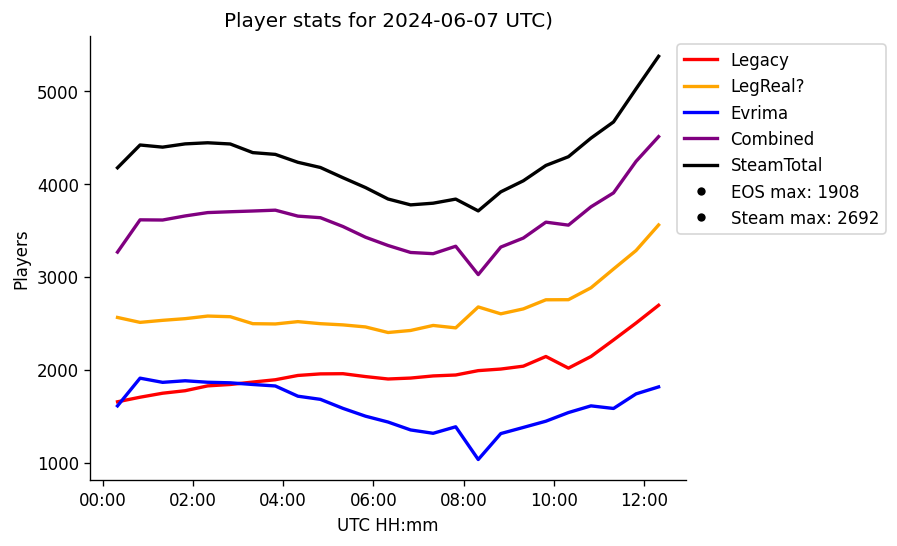 Player stats for 2024-06-07 UTC)
Legacy
LegReal?
Evrima
Combined
SteamTotal
EOS max: 1908
Steam max: 2692
Players
5000
4000
3000
2000
1000
00:00 02:00 04:00 06:00 08:00 10:00 12:00
UTC HH:mm